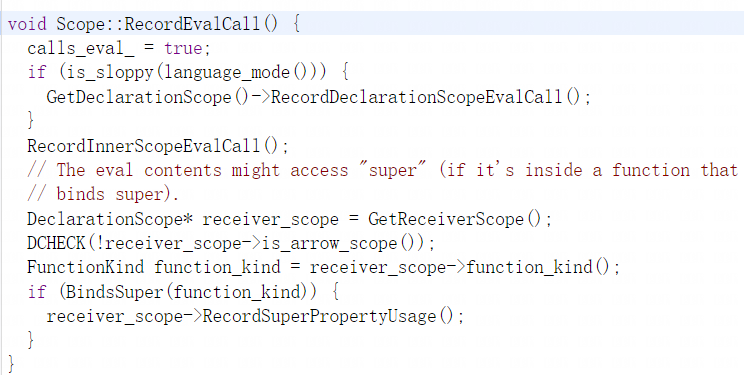 void Scope::RecordEvalCall() {
  calls_eval_ = true;
  if (is_sloppy(language_mode())) {
    GetDeclarationScope()->RecordDeclarationScopeEvalCall();
  }
  RecordInnerScopeEvalCall();
  // The eval contents might access "super" (if it's inside a function that
  // binds super).
  DeclarationScope* receiver_scope = GetReceiverScope();
  DCHECK(!receiver_scope->is_arrow_scope());
  FunctionKind function_kind = receiver_scope->function_kind();
  if (BindsSuper(function_kind)) {
    receiver_scope->RecordSuperPropertyUsage();
  }
}